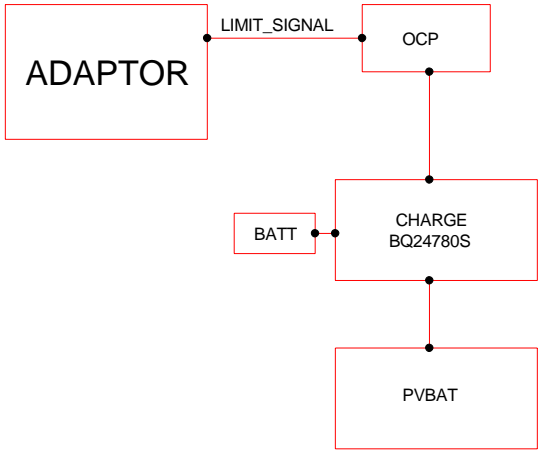 LIMIT_SIGNAL
OCP
ADAPTOR
CHARGE
BQ24780S
BATT
PVBAT